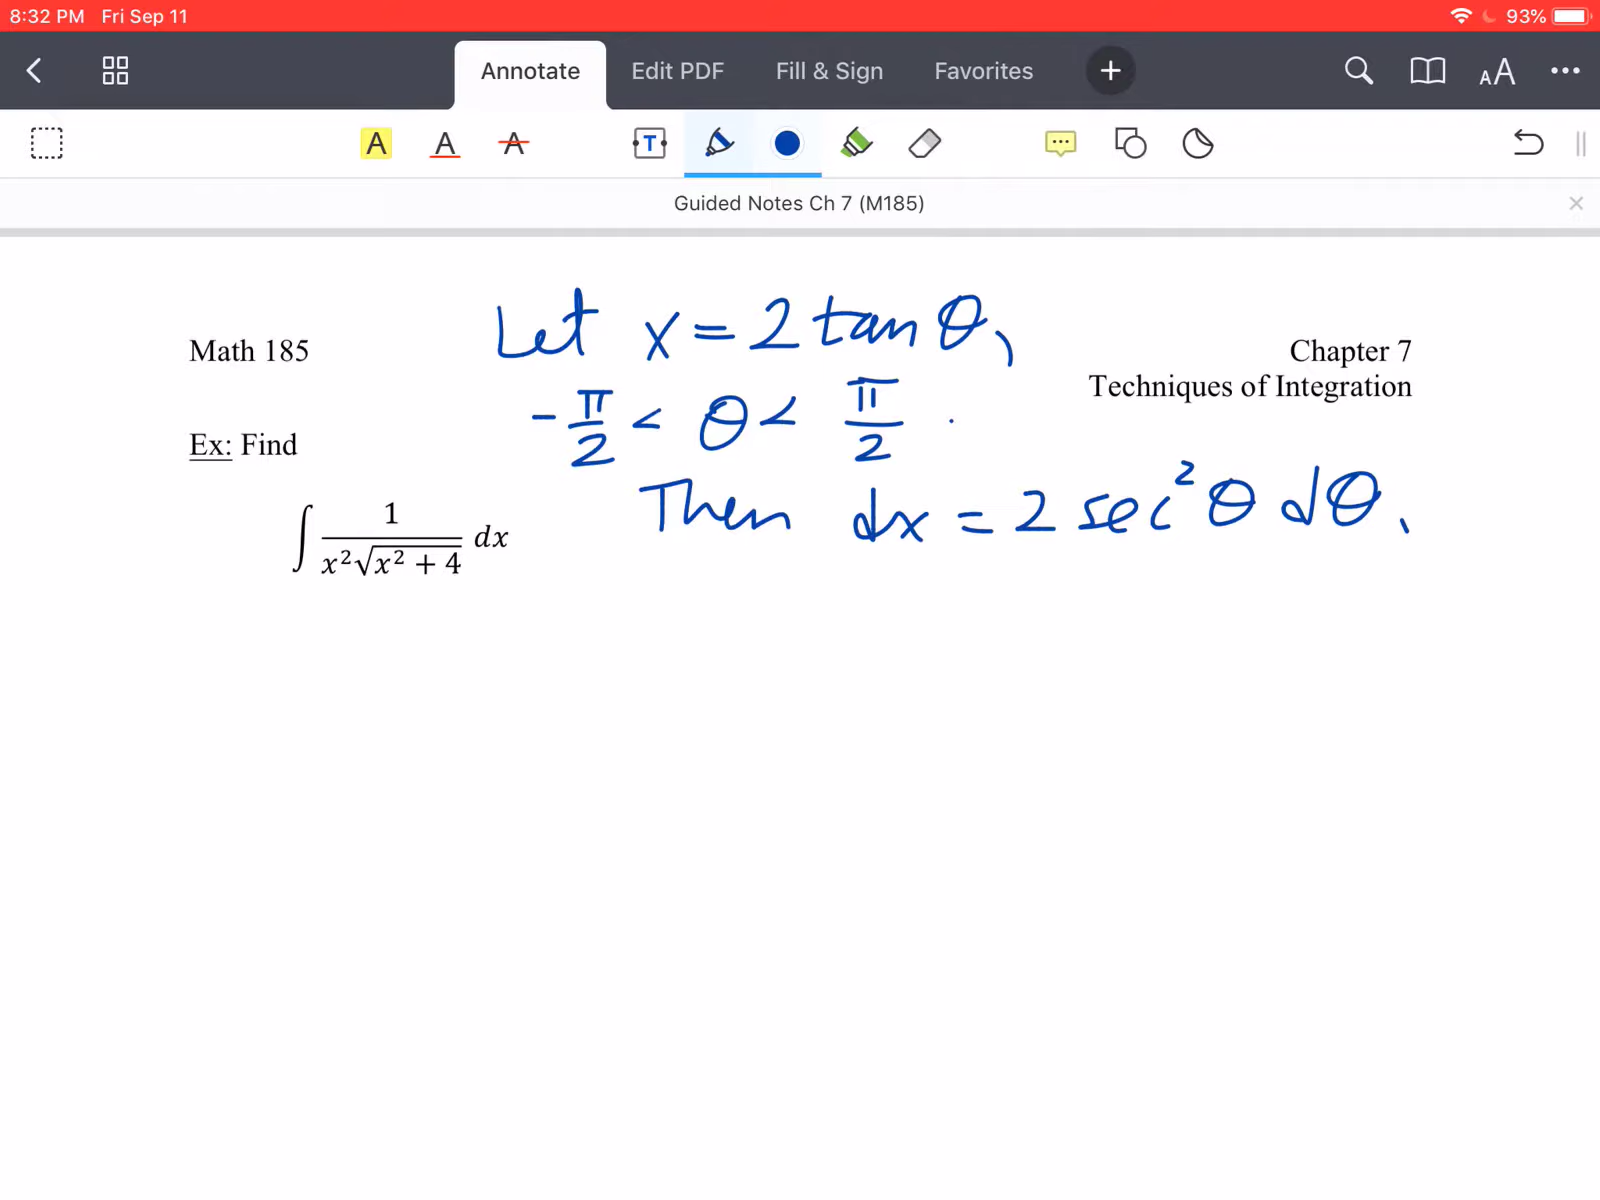 8:32 PM Fri Sep 11 93%
Annotate Edit PDF Fill & Sign Favorites +
A A A T AA
Guided Notes Ch 7 (M185) ×
Let x = 2 tan θ,
Math 185 Chapter 7
Techniques of Integration
-π/2 < θ < π/2 .
Ex: Find
Then dx = 2 sec² θ dθ.
∫ 1/(x²√(x² + 4)) dx